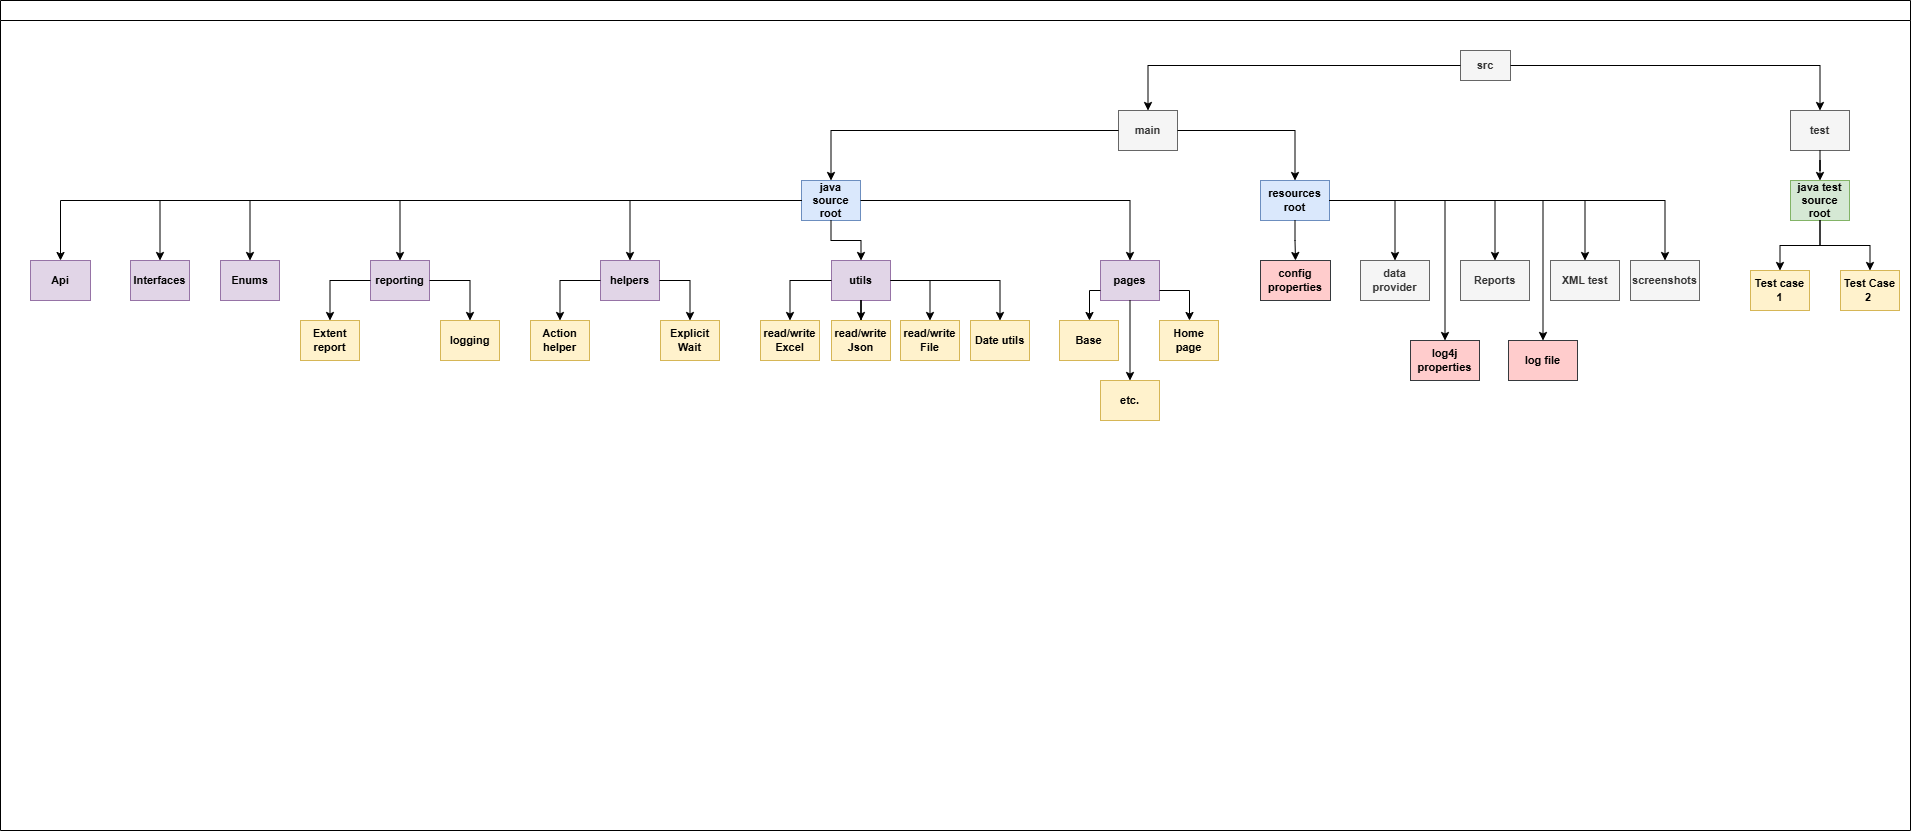 src
main
test
java
source
root
resources
root
java test
source
root
Api
Interfaces
Enums
reporting
helpers
utils
pages
config
properties
data
provider
Reports
XML test
screenshots
Test case
1
Test Case
2
Extent
report
logging
Action
helper
Explicit
Wait
read/write
Excel
read/write
Json
read/write
File
Date utils
Base
Home
page
log4j
properties
log file
etc.